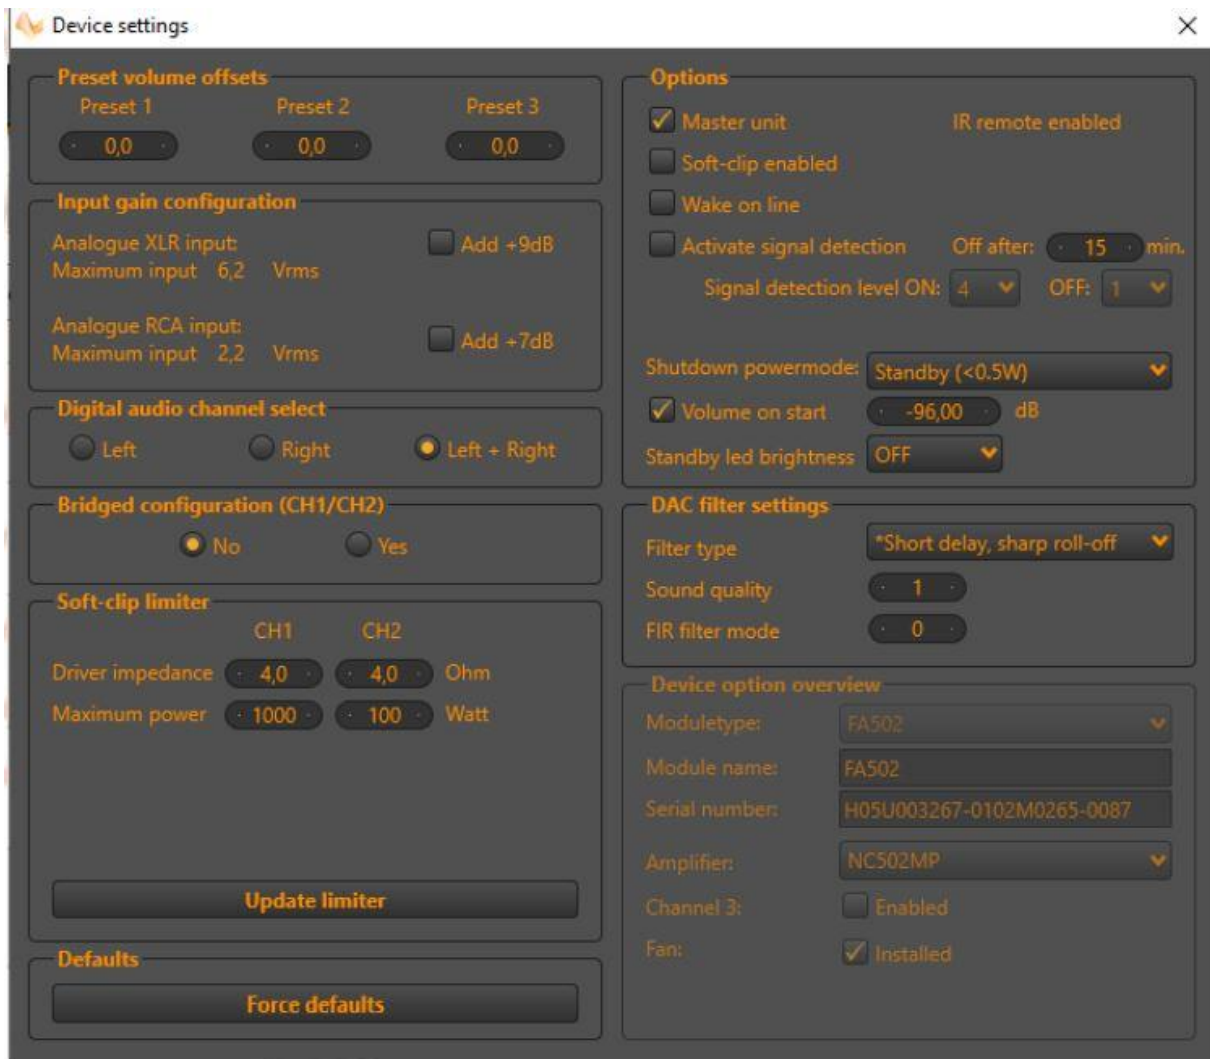 Device settings
Preset volume offsets
Preset 1 Preset 2 Preset 3
0,0 0,0 0,0
Input gain configuration
Analogue XLR input:
Maximum input 6,2 Vrms
Add +9dB
Analogue RCA input:
Maximum input 2,2 Vrms
Add +7dB
Digital audio channel select
Left Right Left + Right
Bridged configuration (CH1/CH2)
No Yes
Soft-clip limiter
CH1 CH2
Driver impedance 4,0 4,0 Ohm
Maximum power 1000 100 Watt
Update limiter
Defaults
Force defaults
Options
Master unit IR remote enabled
Soft-clip enabled
Wake on line
Activate signal detection Off after: 15 min.
Signal detection level ON: 4 OFF: 1
Shutdown powermode: Standby (<0.5W)
Volume on start -96,00 dB
Standby led brightness OFF
DAC filter settings
Filter type *Short delay, sharp roll-off
Sound quality 1
FIR filter mode 0
Device option overview
Moduletype: FA502
Module name: FA502
Serial number: H05U003267-0102M0265-0087
Amplifier: NC502MP
Channel 3: Enabled
Fan: Installed